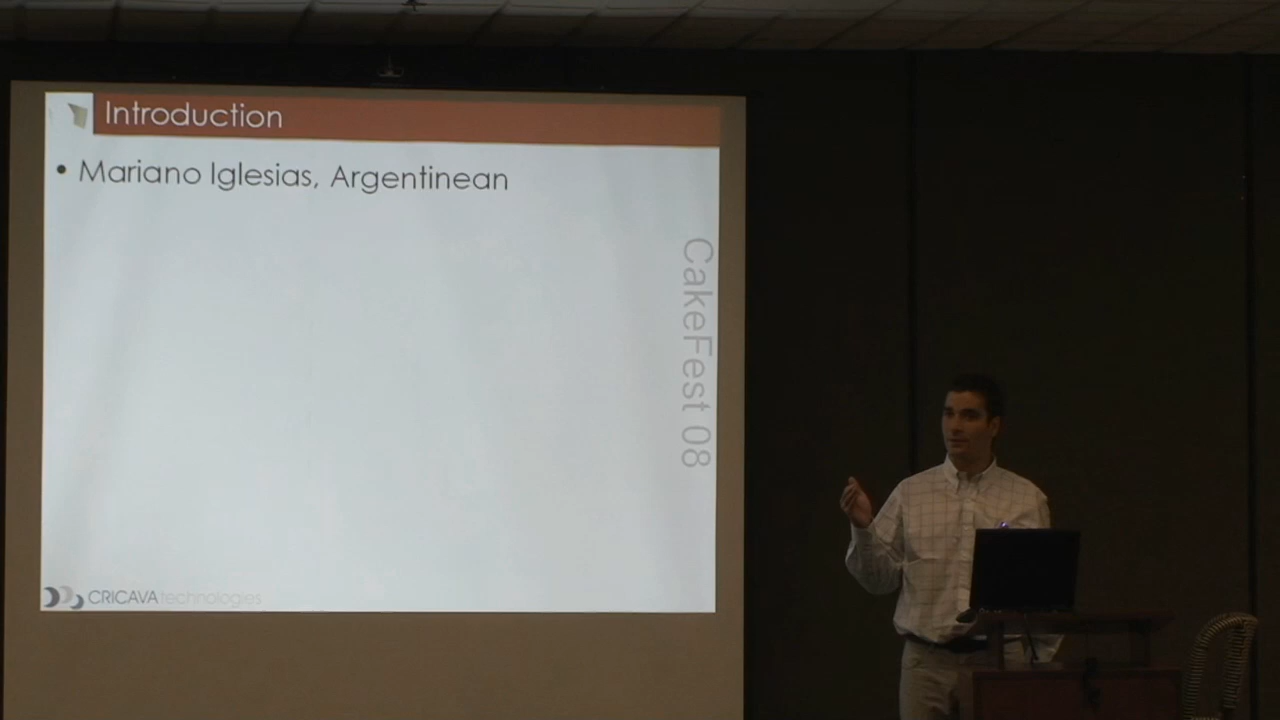 Introduction
• Mariano Iglesias, Argentinean
CakeFest 08
CRICAVA technologies